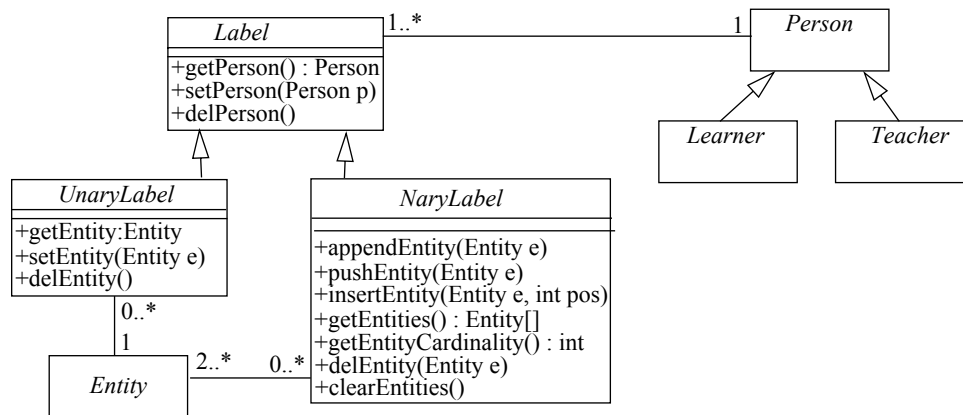 Label
1..*
1
Person
+getPerson() : Person
+setPerson(Person p)
+delPerson()
Learner
Teacher
UnaryLabel
NaryLabel
+getEntity:Entity
+setEntity(Entity e)
+delEntity()
+appendEntity(Entity e)
+pushEntity(Entity e)
+insertEntity(Entity e, int pos)
+getEntities() : Entity[]
+getEntityCardinality() : int
+delEntity(Entity e)
+clearEntities()
0..*
1
Entity
2..*
0..*